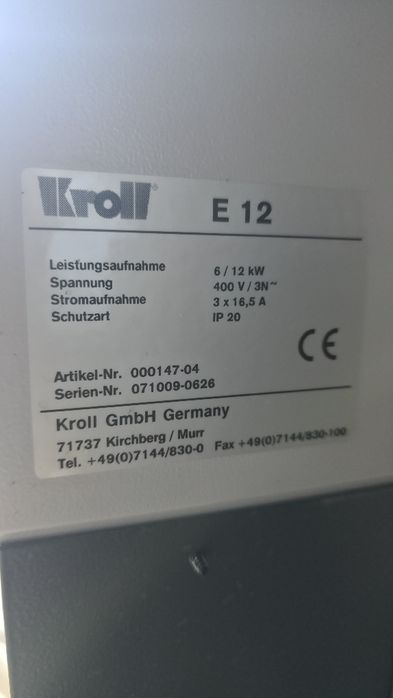 Kroll®
E 12
Leistungsaufnahme 6 / 12 kW
Spannung 400 V / 3N~
Stromaufnahme 3 x 16,5 A
Schutzart IP 20
CE
Artikel-Nr. 000147-04
Serien-Nr. 071009-0626
Kroll GmbH Germany
71737 Kirchberg / Murr
Tel. +49(0)7144/830-0 Fax +49(0)7144/830-100